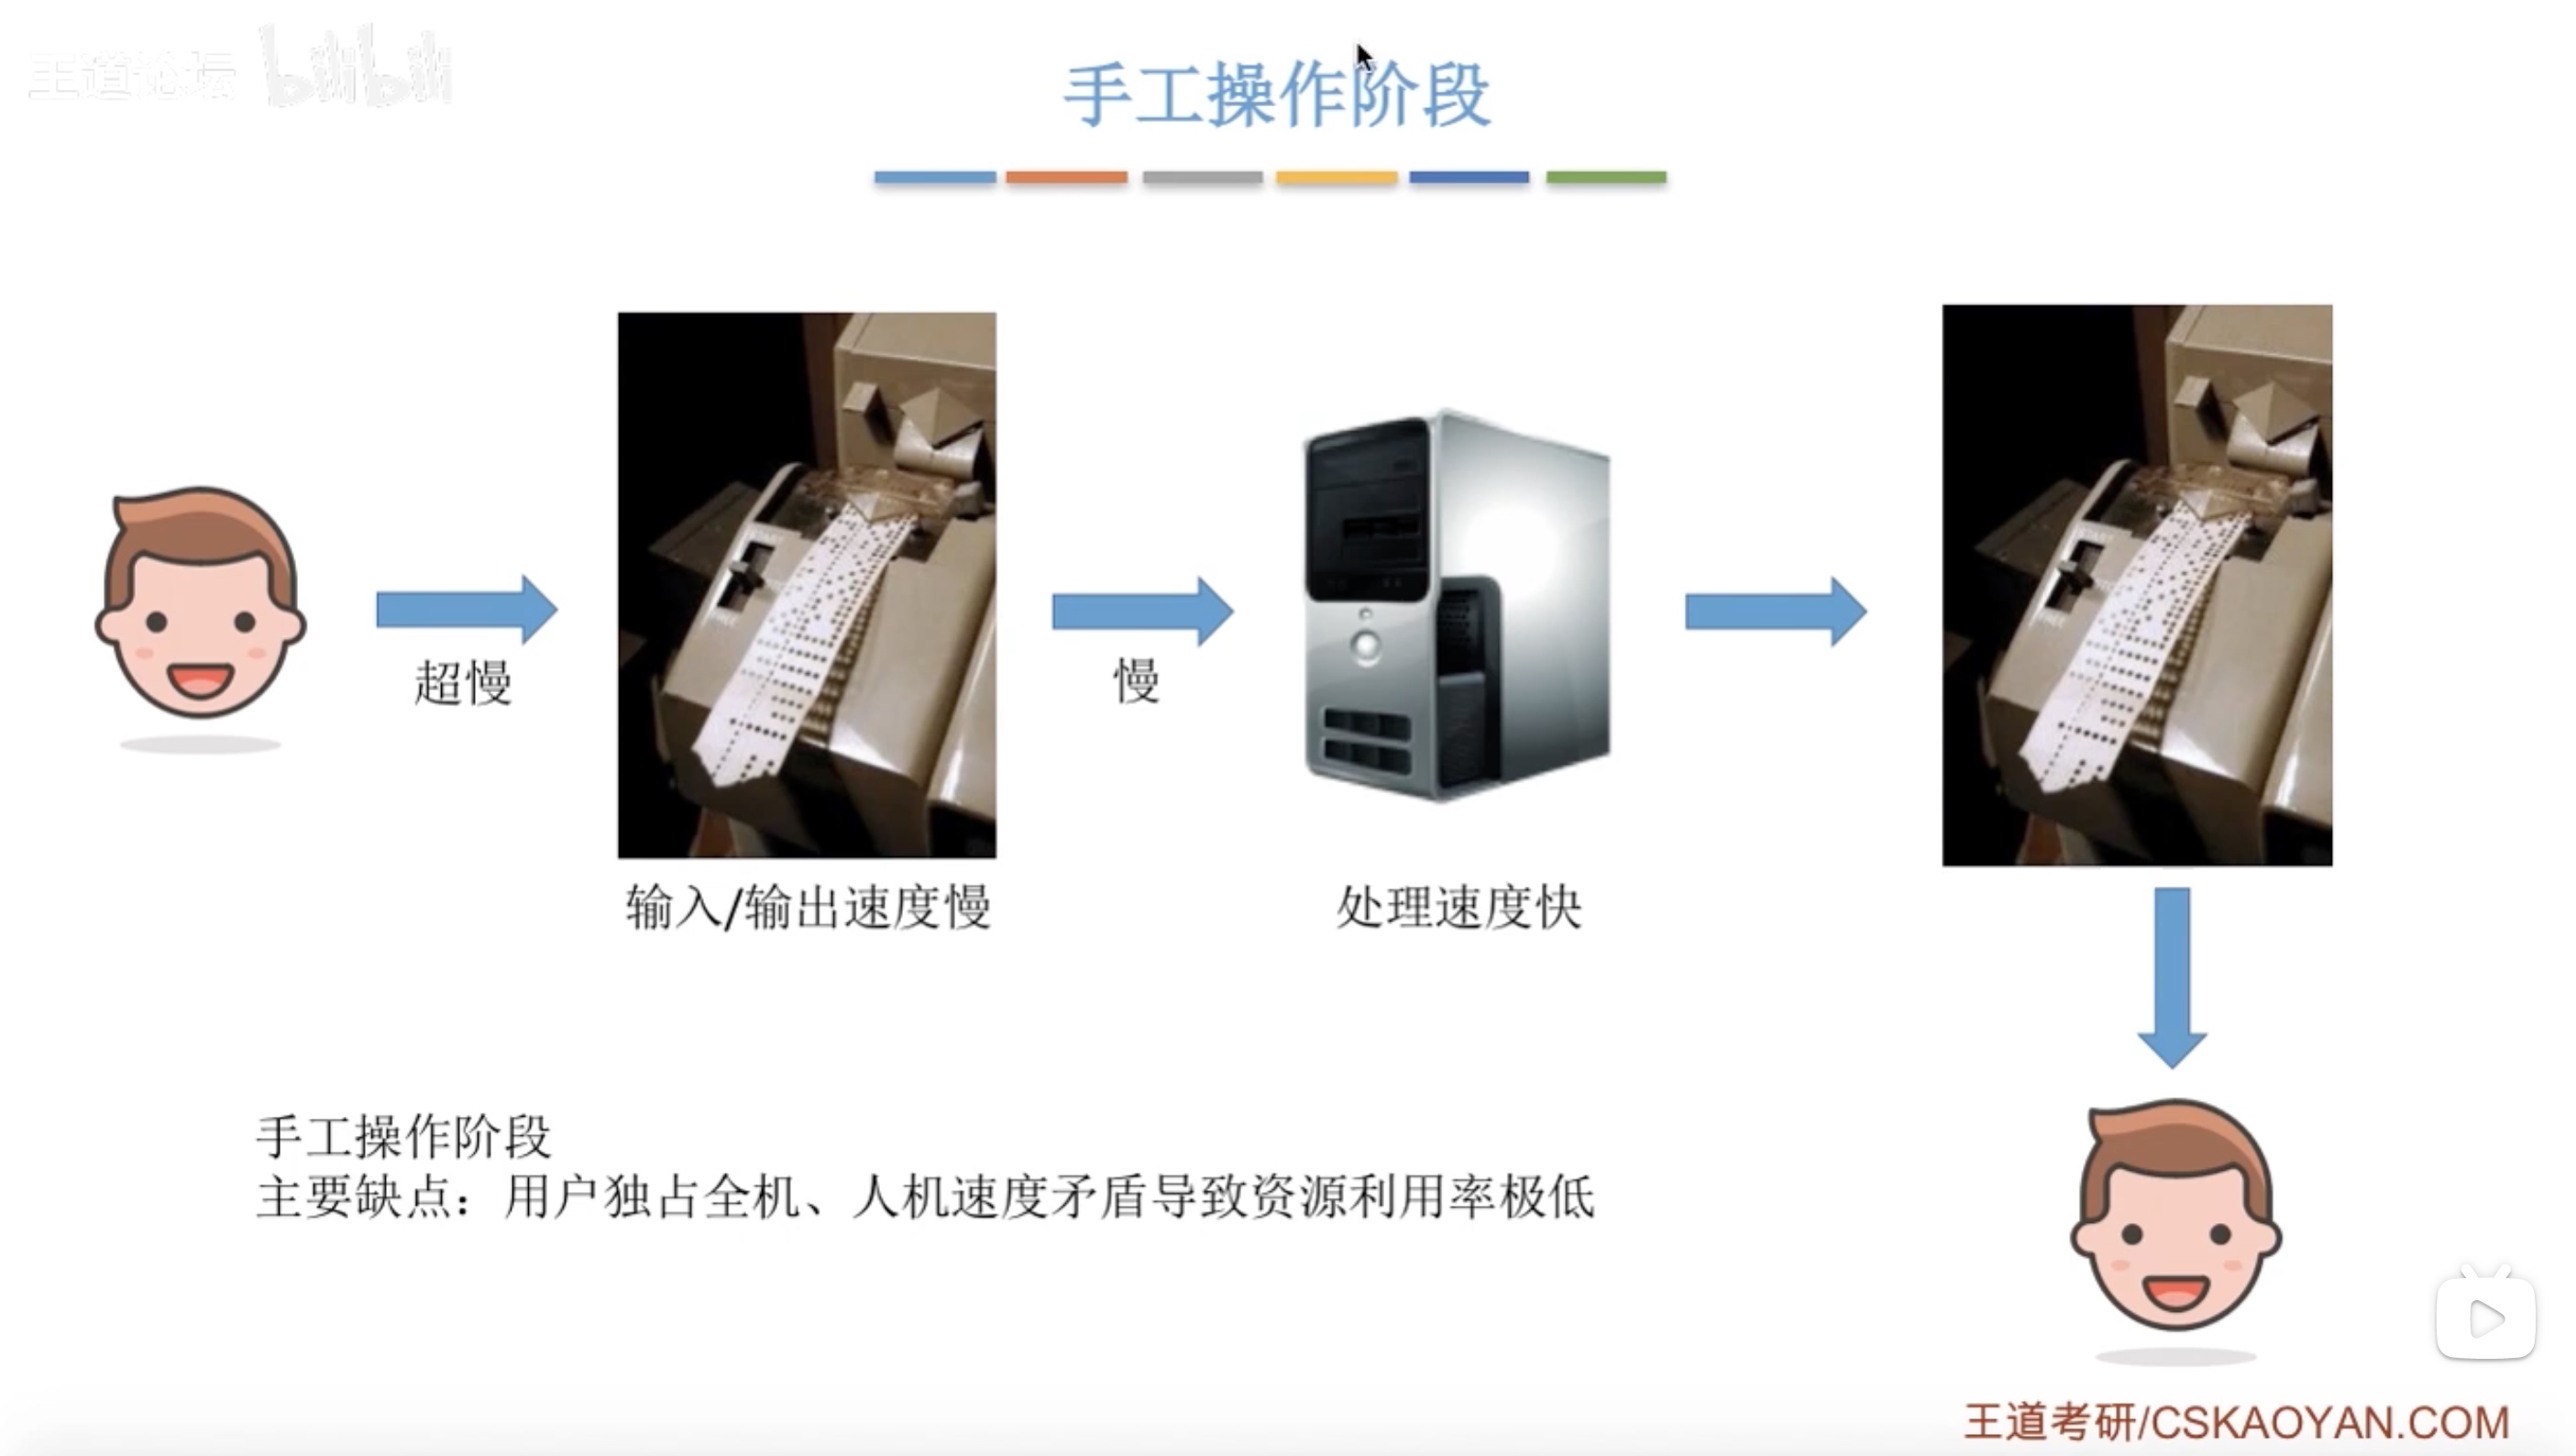 王道论坛 bilibili
手工操作阶段
超慢
慢
输入/输出速度慢
处理速度快
手工操作阶段
主要缺点：用户独占全机、人机速度矛盾导致资源利用率极低
王道考研/CSKAOYAN.COM